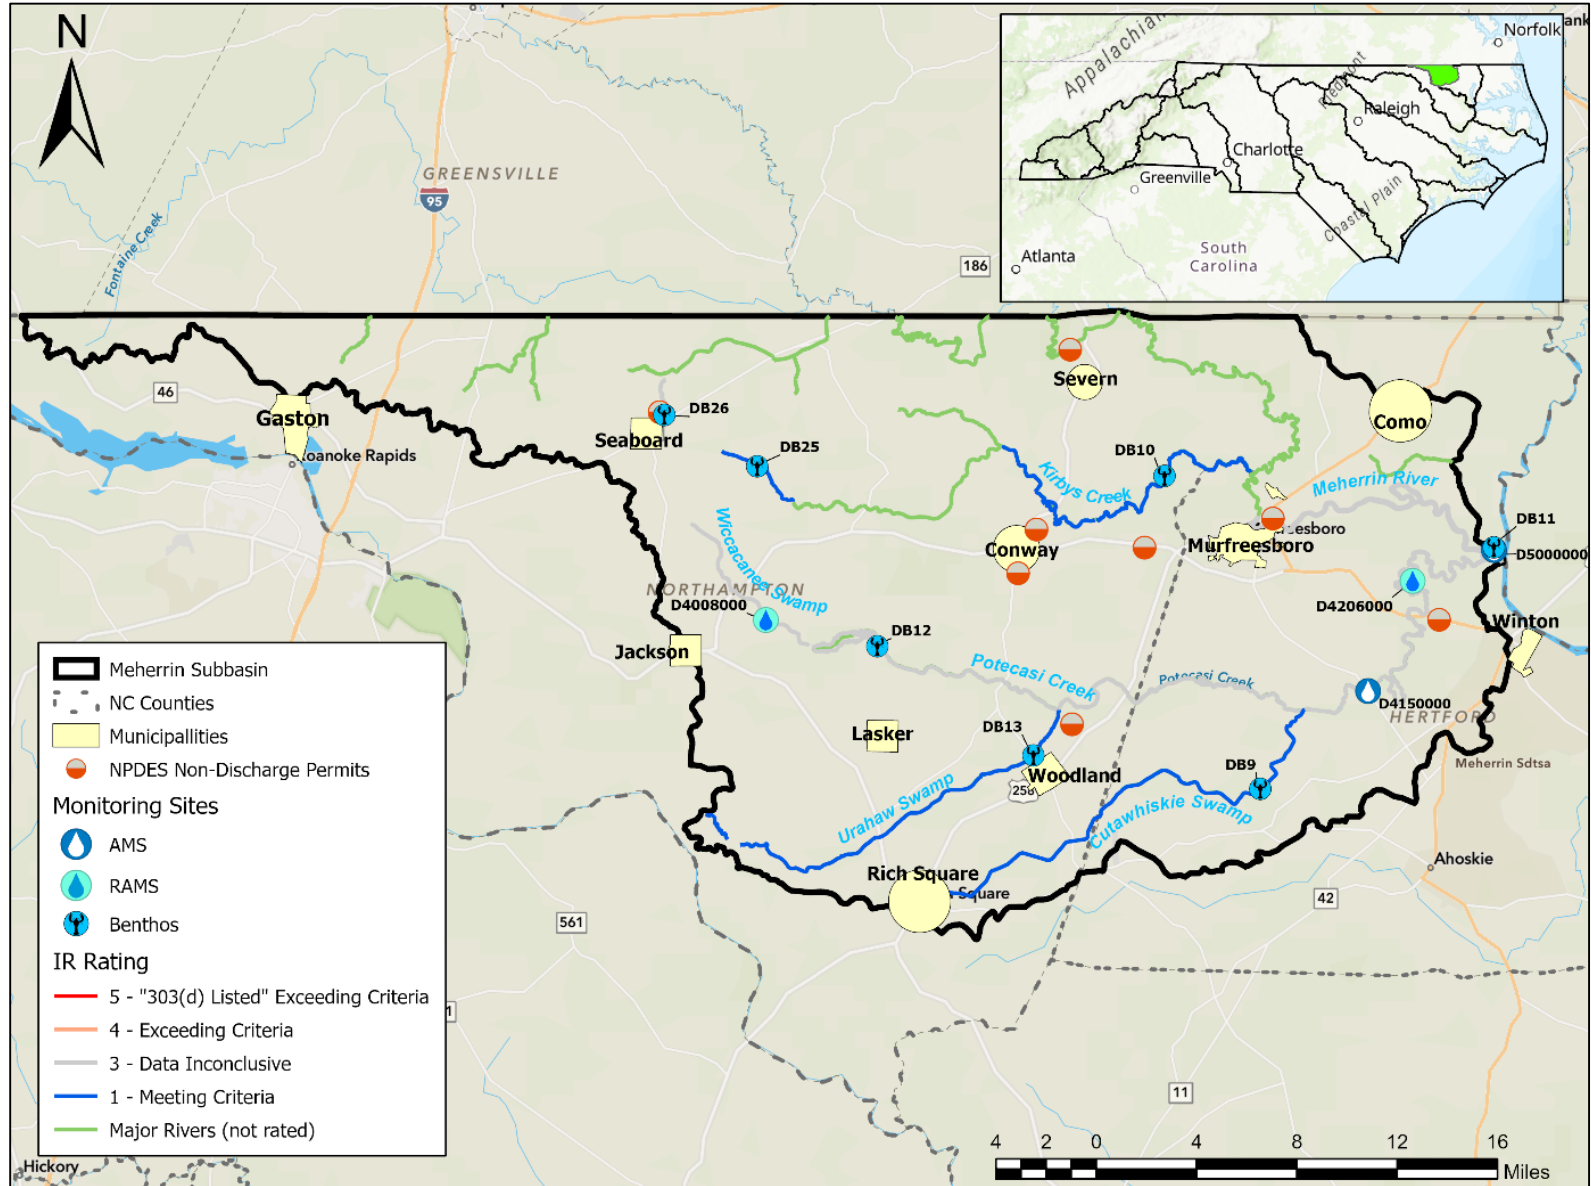 N
GREENSVILLE
95
Fontaine Creek
186
Appalachian
Piedmont
Norfolk
Raleigh
Charlotte
Greenville
Coastal Plain
Atlanta
South
Carolina
46
Gaston
Roanoke Rapids
Seaboard
DB26
DB25
Severn
DB10
Kirbys Creek
Como
Meherrin River
DB11
D5000000
Conway
Murfreesboro
Wiccacanee Swamp
NORTHAMPTON
D4008000
D4206000
Winton
Jackson
DB12
Potecasi Creek
Potecasi Creek
D4150000
HERTFORD
Lasker
DB13
Woodland
258
DB9
Meherrin Sdtsa
Urahaw Swamp
Cutawhiskie Swamp
Rich Square
Square
Ahoskie
42
561
11
Meherrin Subbasin
NC Counties
Municipallities
NPDES Non-Discharge Permits
Monitoring Sites
AMS
RAMS
Benthos
IR Rating
5 - "303(d) Listed" Exceeding Criteria
4 - Exceeding Criteria
3 - Data Inconclusive
1 - Meeting Criteria
Major Rivers (not rated)
Hickory
4 2 0 4 8 12 16
Miles